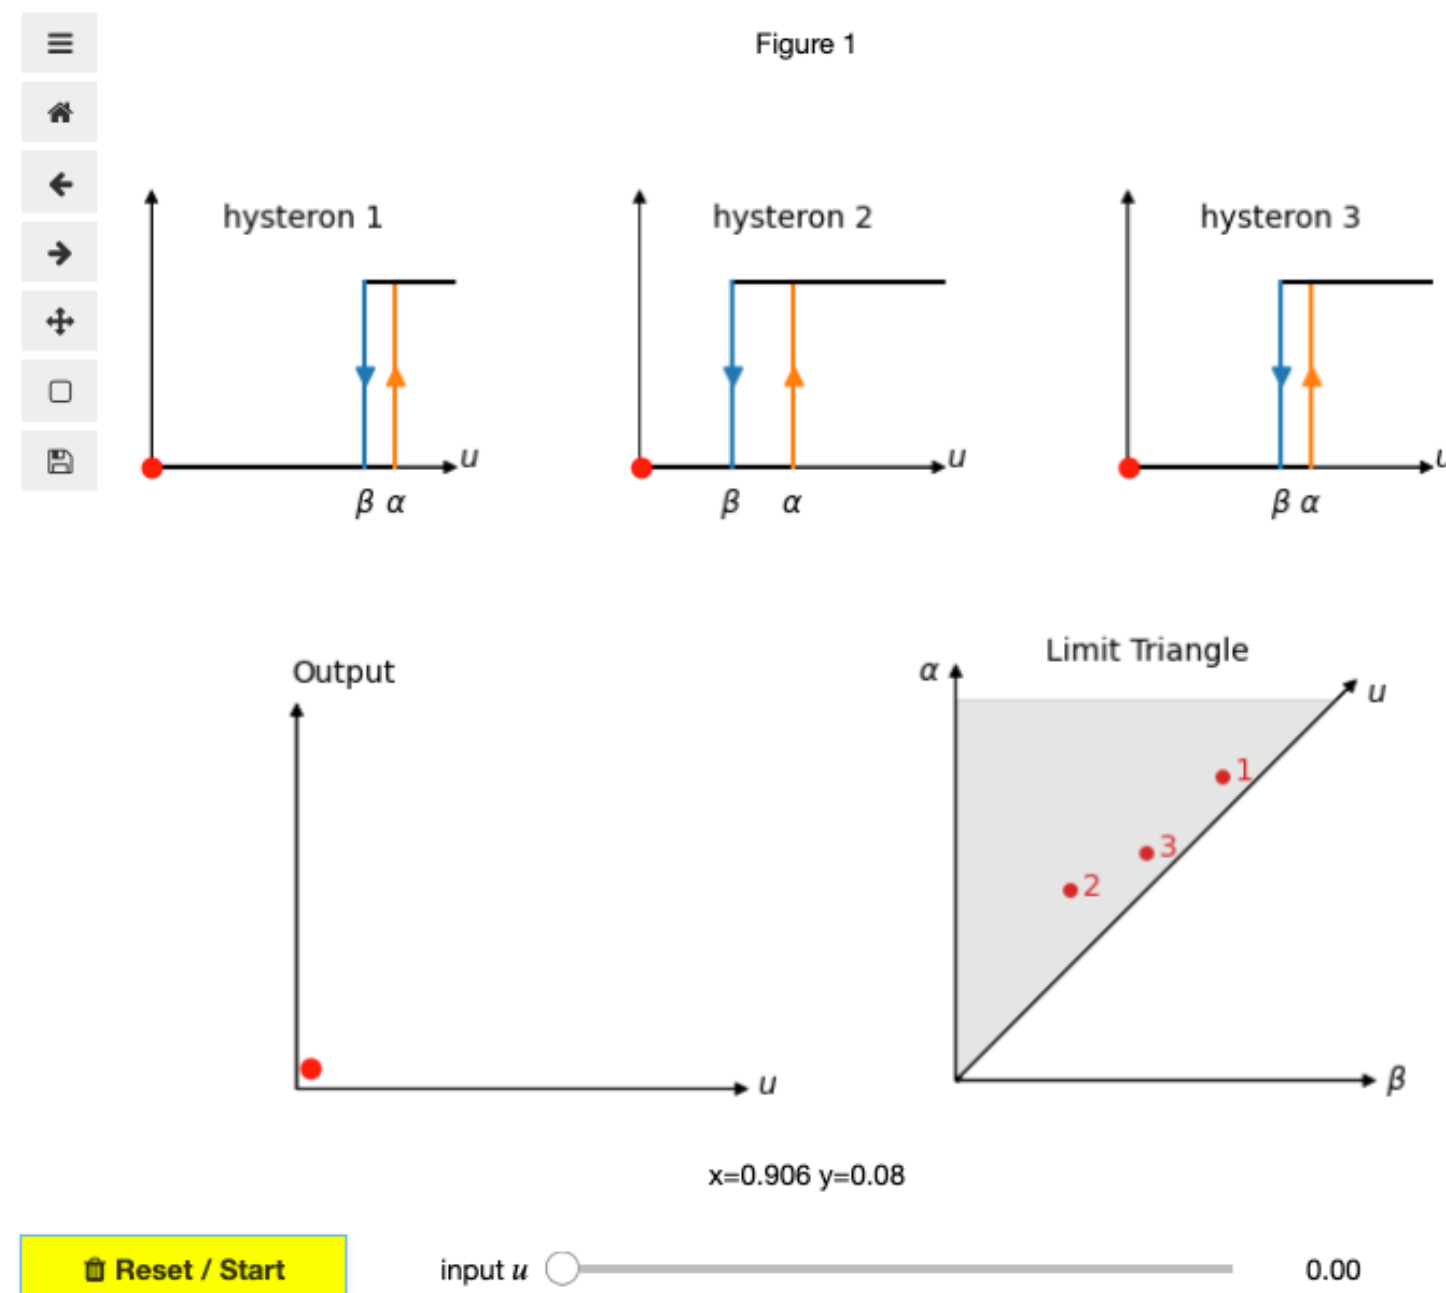 Figure 1
hysteron 1
hysteron 2
hysteron 3
u
u
u
β α
β α
β α
Output
u
Limit Triangle
α
u
1
3
2
β
x=0.906 y=0.08
Reset / Start
input u
0.00